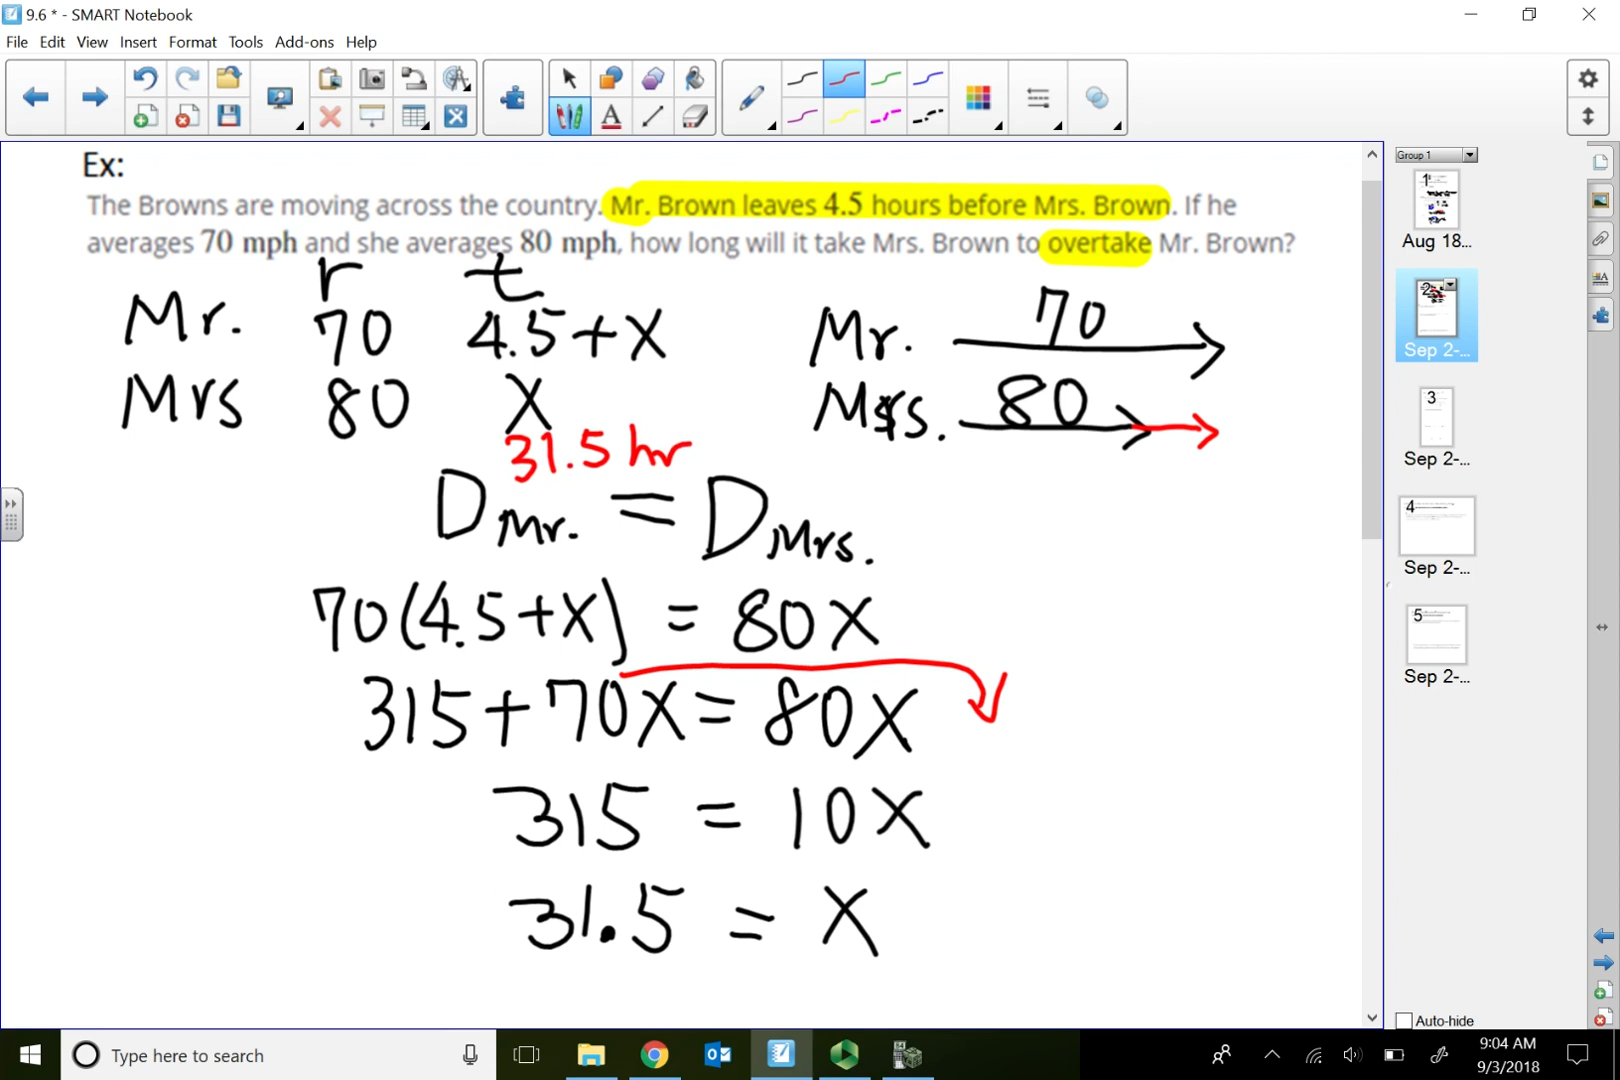 9.6 * - SMART Notebook
File Edit View Insert Format Tools Add-ons Help
Ex:
The Browns are moving across the country. Mr. Brown leaves 4.5 hours before Mrs. Brown. If he
averages 70 mph and she averages 80 mph, how long will it take Mrs. Brown to overtake Mr. Brown?
r t
Mr. 70 4.5+x
Mrs 80 x
31.5 hr
Mr. 70
Mrs. 80
D Mr. = D Mrs.
70(4.5+x) = 80x
315+70x=80x
315 = 10x
31.5 = x
Group 1
1
Aug 18...
2
Sep 2-...
3
Sep 2-...
4
Sep 2-...
5
Sep 2-...
Auto-hide
Type here to search
9:04 AM
9/3/2018